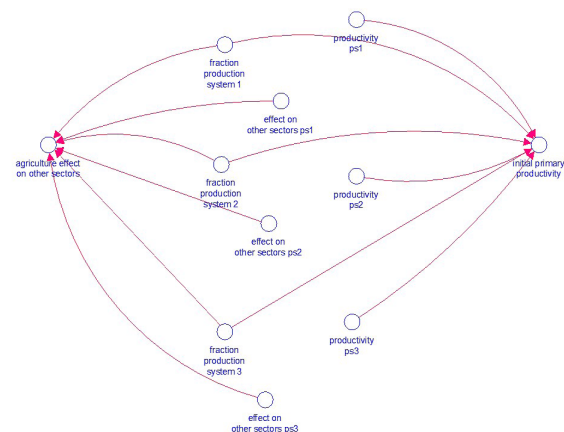 productivity
ps1
fraction
production
system 1
effect on
other sectors ps1
agriculture effect
on other sectors
initial primary
productivity
fraction
production
system 2
productivity
ps2
effect on
other sectors ps2
productivity
ps3
fraction
production
system 3
effect on
other sectors ps3